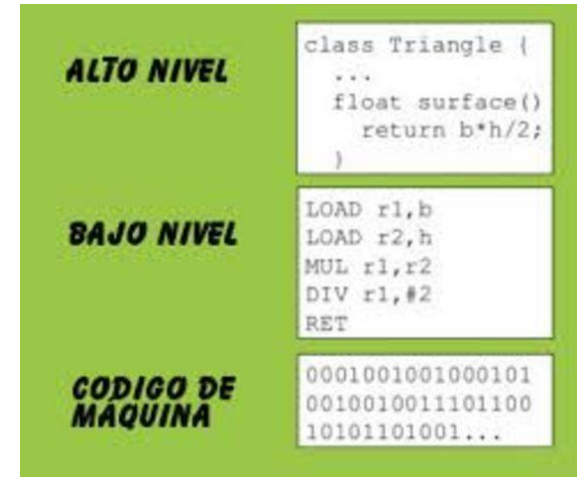 ALTO NIVEL
class Triangle {
...
float surface()
return b*h/2;
}
BAJO NIVEL
LOAD r1,b
LOAD r2,h
MUL r1,r2
DIV r1,#2
RET
CODIGO DE
MÁQUINA
0001001001000101
0010010011101100
10101101001...